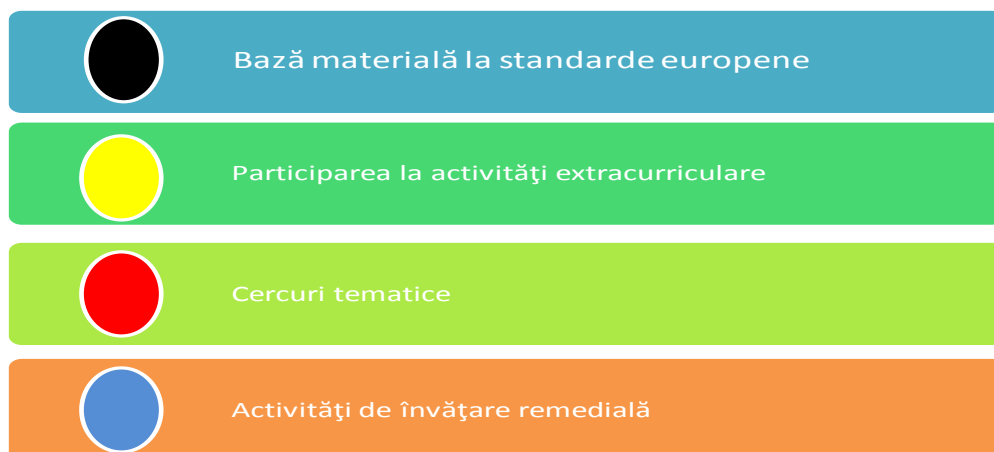 Bază materială la standarde europene
Participarea la activităţi extracurriculare
Cercuri tematice
Activităţi de învăţare remedială